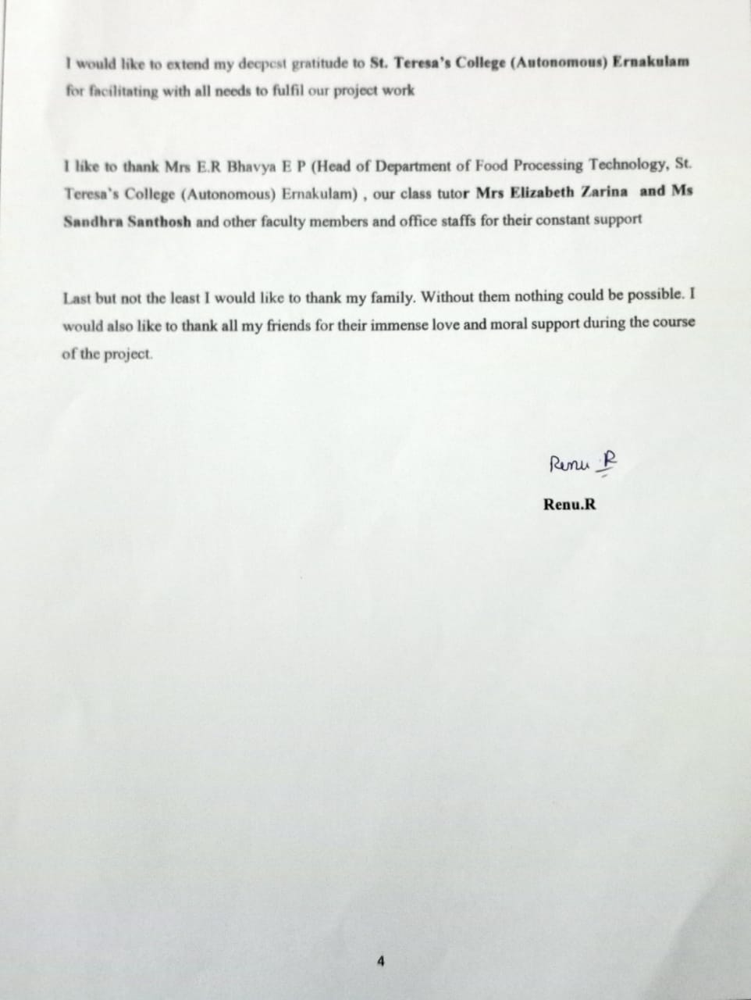 I would like to extend my deepest gratitude to St. Teresa's College (Autonomous) Ernakulam
for facilitating with all needs to fulfil our project work
I like to thank Mrs E.R Bhavya E P (Head of Department of Food Processing Technology, St.
Teresa's College (Autonomous) Ernakulam) , our class tutor Mrs Elizabeth Zarina and Ms
Sandhra Santhosh and other faculty members and office staffs for their constant support
Last but not the least I would like to thank my family. Without them nothing could be possible. I
would also like to thank all my friends for their immense love and moral support during the course
of the project.
Renu R
Renu.R
4